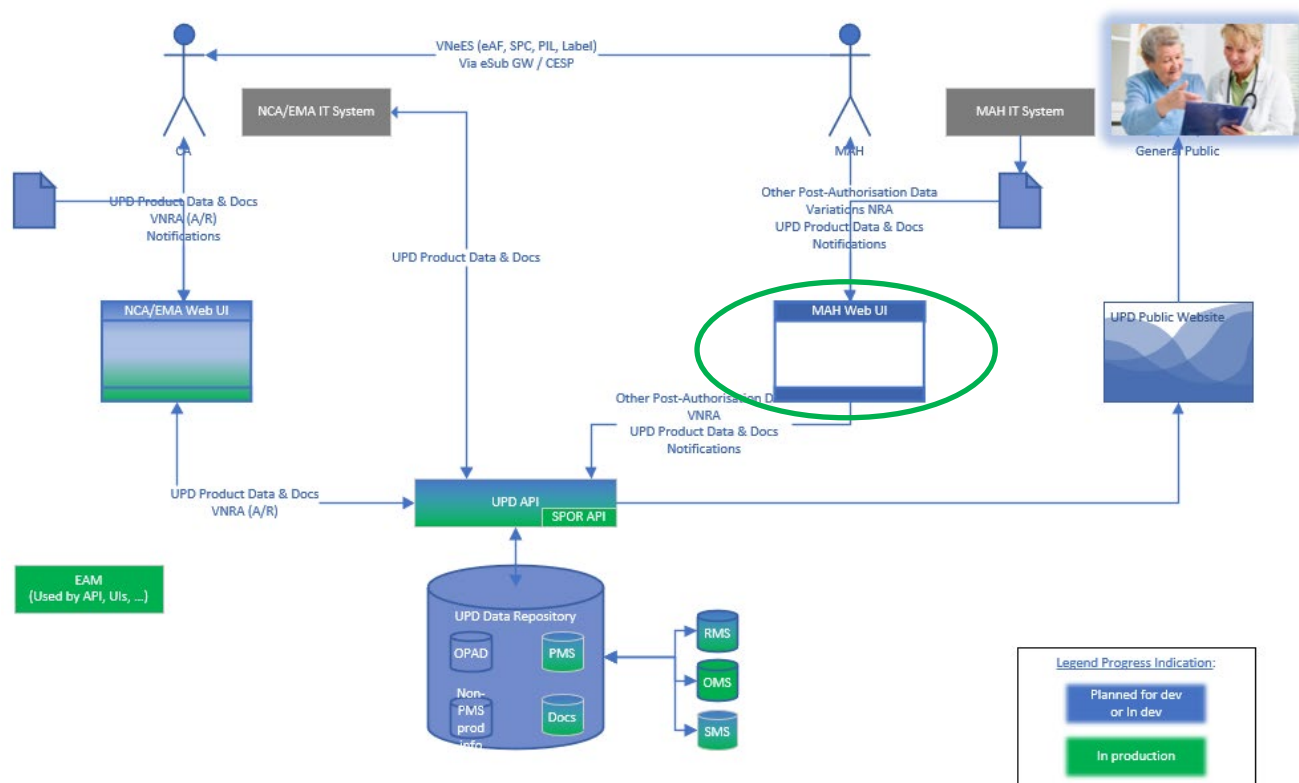 VNeES (eAF, SPC, PIL, Label)
Via eSub GW / CESP
NCA/EMA IT System
MAH IT System
CA
MAH
General Public
UPD Product Data & Docs
VNRA (A/R)
Notifications
Other Post-Authorisation Data
Variations NRA
UPD Product Data & Docs
Notifications
UPD Product Data & Docs
NCA/EMA Web UI
MAH Web UI
UPD Public Website
Other Post-Authorisation D
VNRA
UPD Product Data & Docs
Notifications
UPD Product Data & Docs
VNRA (A/R)
UPD API
SPOR API
EAM
(Used by API, UIs, ...)
UPD Data Repository
OPAD
PMS
Non-
PMS
prod
info
Docs
RMS
OMS
SMS
Legend Progress Indication:
Planned for dev
or In dev
In production